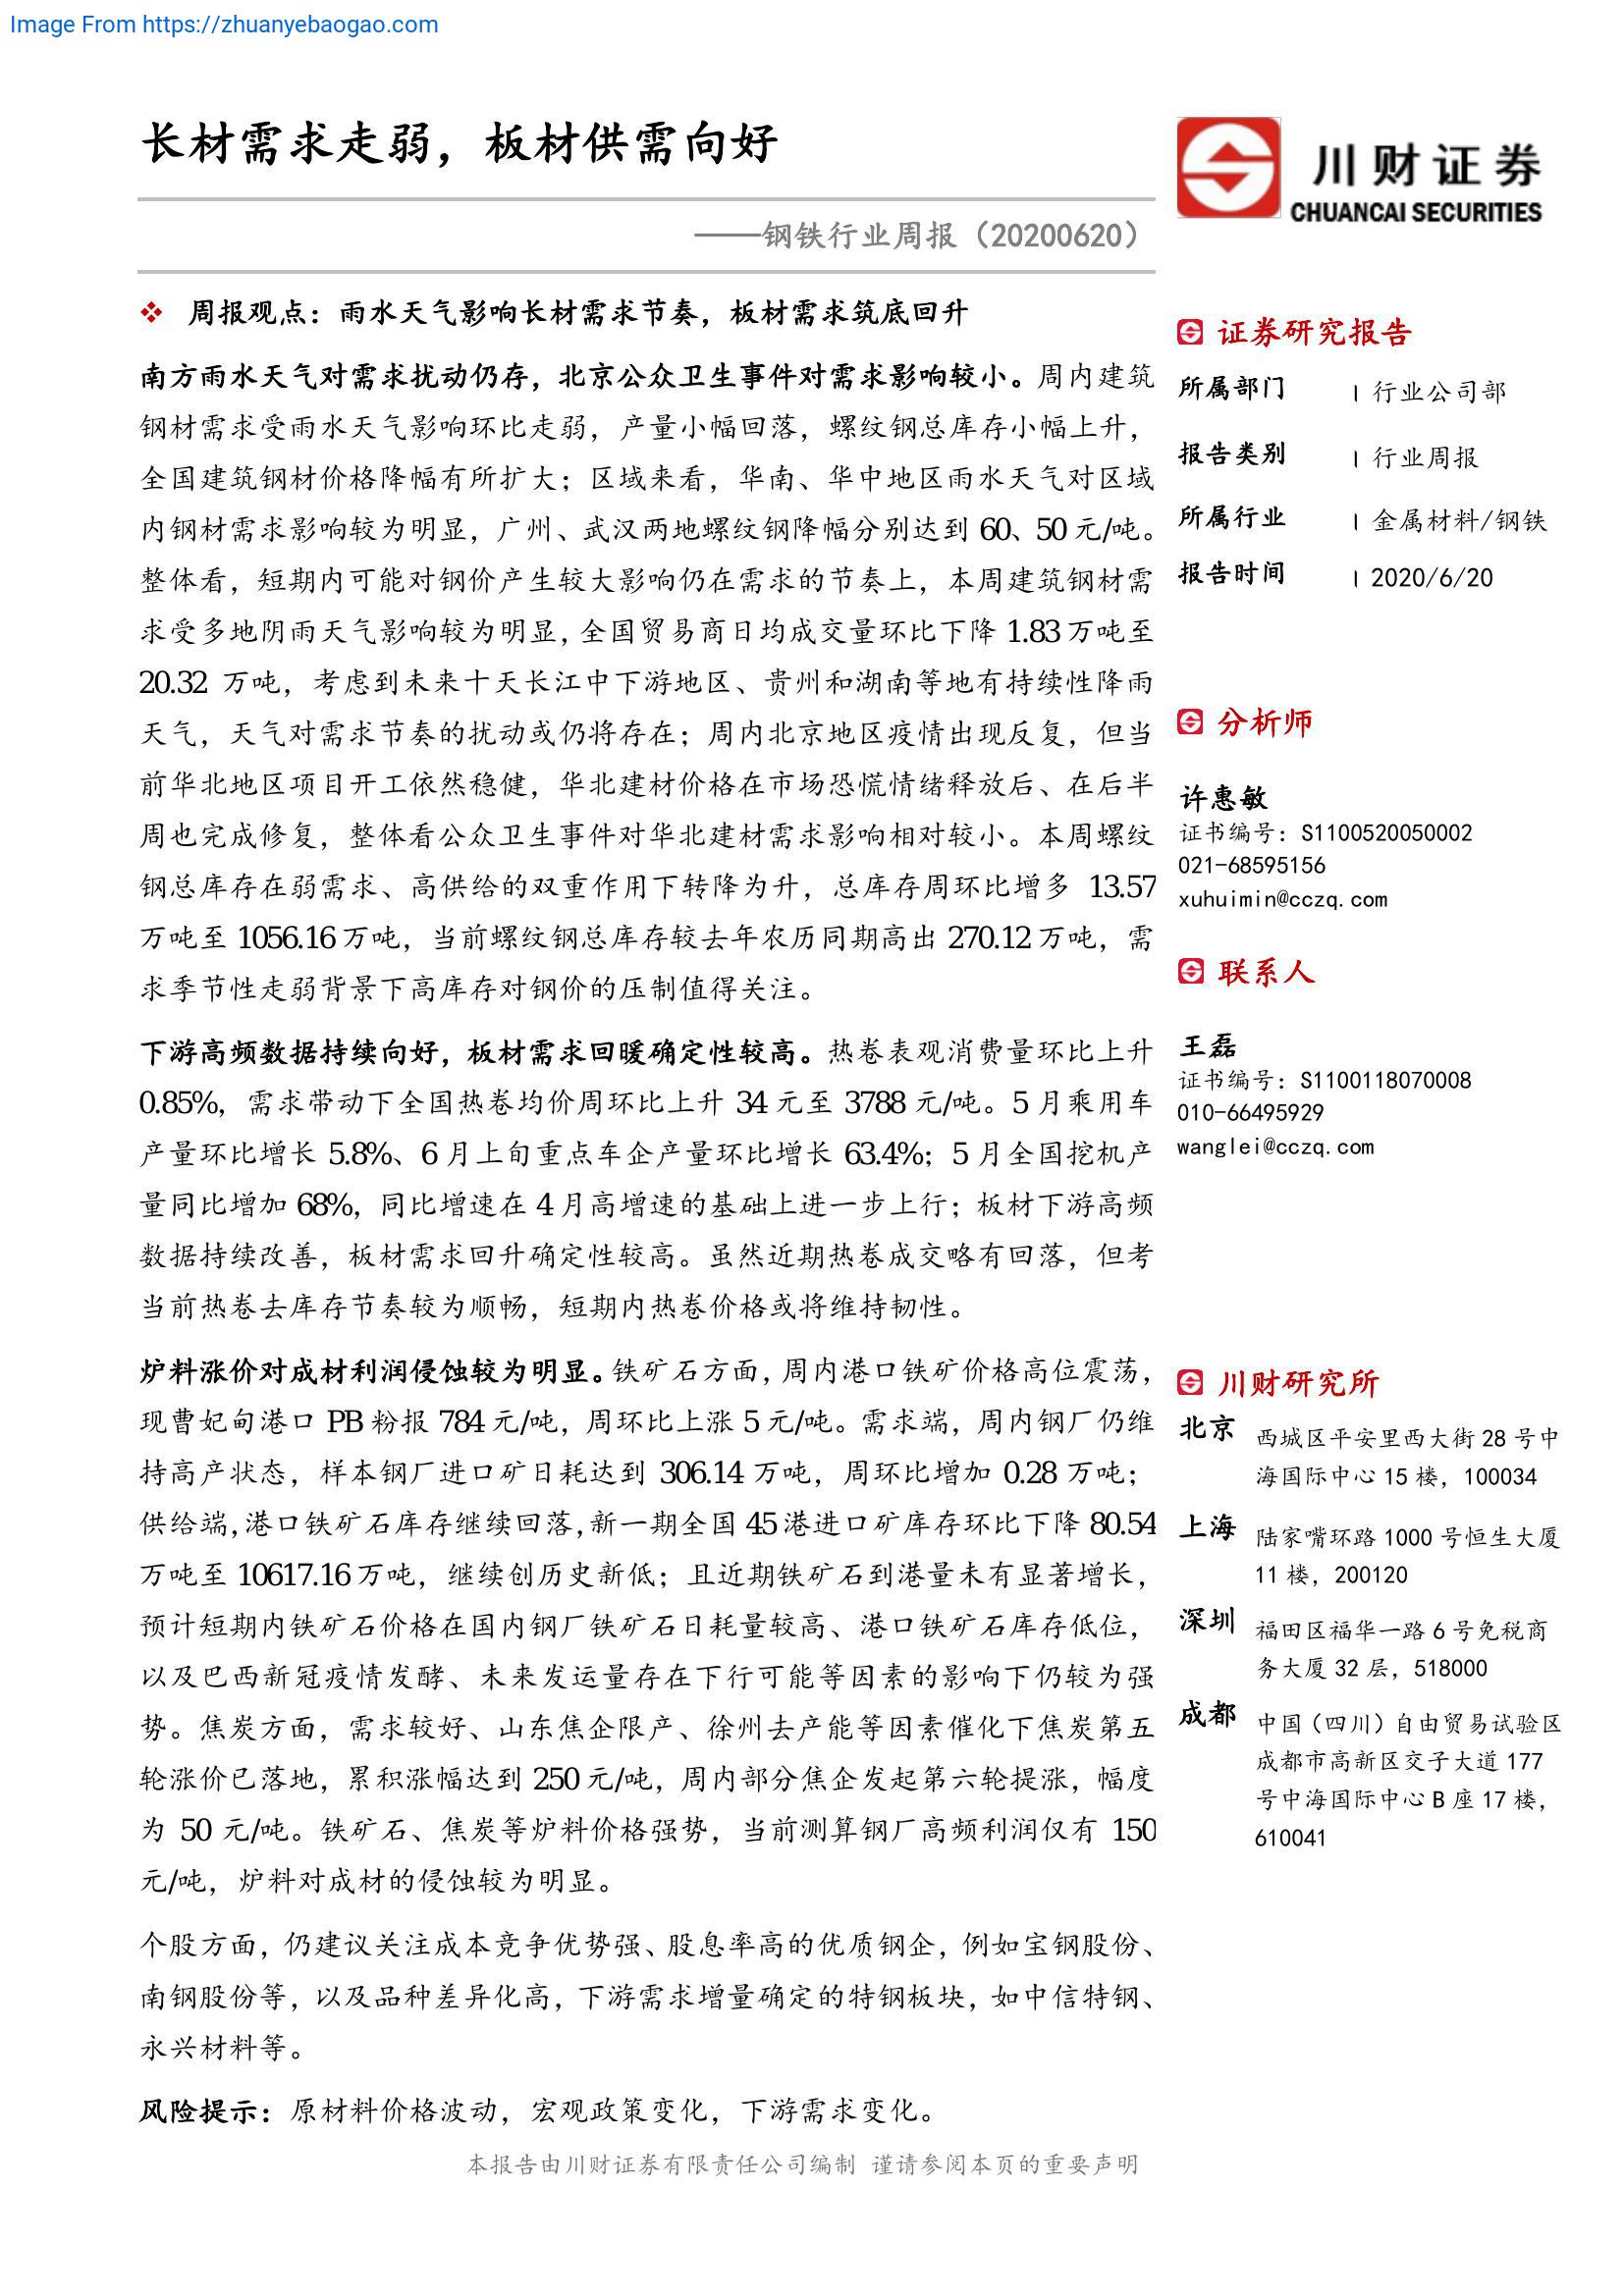 Image From https://zhuanyebaogao.com
长材需求走弱，板材供需向好
——钢铁行业周报（20200620）
❖ 周报观点：雨水天气影响长材需求节奏，板材需求筑底回升
南方雨水天气对需求扰动仍存，北京公众卫生事件对需求影响较小。周内建筑
钢材需求受雨水天气影响环比走弱，产量小幅回落，螺纹钢总库存小幅上升，
全国建筑钢材价格降幅有所扩大；区域来看，华南、华中地区雨水天气对区域
内钢材需求影响较为明显，广州、武汉两地螺纹钢降幅分别达到 60、50 元/吨。
整体看，短期内可能对钢价产生较大影响仍在需求的节奏上，本周建筑钢材需
求受多地阴雨天气影响较为明显，全国贸易商日均成交量环比下降 1.83 万吨至
20.32 万吨，考虑到未来十天长江中下游地区、贵州和湖南等地有持续性降雨
天气，天气对需求节奏的扰动或仍将存在；周内北京地区疫情出现反复，但当
前华北地区项目开工依然稳健，华北建材价格在市场恐慌情绪释放后、在后半
周也完成修复，整体看公众卫生事件对华北建材需求影响相对较小。本周螺纹
钢总库存在弱需求、高供给的双重作用下转降为升，总库存周环比增多 13.57
万吨至 1056.16 万吨，当前螺纹钢总库存较去年农历同期高出 270.12 万吨，需
求季节性走弱背景下高库存对钢价的压制值得关注。
下游高频数据持续向好，板材需求回暖确定性较高。热卷表观消费量环比上升
0.85%，需求带动下全国热卷均价周环比上升 34 元至 3788 元/吨。5 月乘用车
产量环比增长 5.8%、6 月上旬重点车企产量环比增长 63.4%；5 月全国挖机产
量同比增加 68%，同比增速在 4 月高增速的基础上进一步上行；板材下游高频
数据持续改善，板材需求回升确定性较高。虽然近期热卷成交略有回落，但考
当前热卷去库存节奏较为顺畅，短期内热卷价格或将维持韧性。
炉料涨价对成材利润侵蚀较为明显。铁矿石方面，周内港口铁矿价格高位震荡，
现曹妃甸港口 PB 粉报 784 元/吨，周环比上涨 5 元/吨。需求端，周内钢厂仍维
持高产状态，样本钢厂进口矿日耗达到 306.14 万吨，周环比增加 0.28 万吨；
供给端，港口铁矿石库存继续回落，新一期全国 45 港进口矿库存环比下降 80.54
万吨至 10617.16 万吨，继续创历史新低；且近期铁矿石到港量未有显著增长，
预计短期内铁矿石价格在国内钢厂铁矿石日耗量较高、港口铁矿石库存低位，
以及巴西新冠疫情发酵、未来发运量存在下行可能等因素的影响下仍较为强
势。焦炭方面，需求较好、山东焦企限产、徐州去产能等因素催化下焦炭第五
轮涨价已落地，累积涨幅达到 250 元/吨，周内部分焦企发起第六轮提涨，幅度
为 50 元/吨。铁矿石、焦炭等炉料价格强势，当前测算钢厂高频利润仅有 150
元/吨，炉料对成材的侵蚀较为明显。
个股方面，仍建议关注成本竞争优势强、股息率高的优质钢企，例如宝钢股份、
南钢股份等，以及品种差异化高，下游需求增量确定的特钢板块，如中信特钢、
永兴材料等。
风险提示：原材料价格波动，宏观政策变化，下游需求变化。
川财证券
CHUANCAI SECURITIES
证券研究报告
所属部门 | 行业公司部
报告类别 | 行业周报
所属行业 | 金属材料/钢铁
报告时间 | 2020/6/20
分析师
许惠敏
证书编号：S1100520050002
021-68595156
xuhuimin@cczq.com
联系人
王磊
证书编号：S1100118070008
010-66495929
wanglei@cczq.com
川财研究所
北京 西城区平安里西大街 28 号中
海国际中心 15 楼，100034
上海 陆家嘴环路 1000 号恒生大厦
11 楼，200120
深圳 福田区福华一路 6 号免税商
务大厦 32 层，518000
成都 中国（四川）自由贸易试验区
成都市高新区交子大道 177
号中海国际中心 B 座 17 楼，
610041
本报告由川财证券有限责任公司编制 谨请参阅本页的重要声明